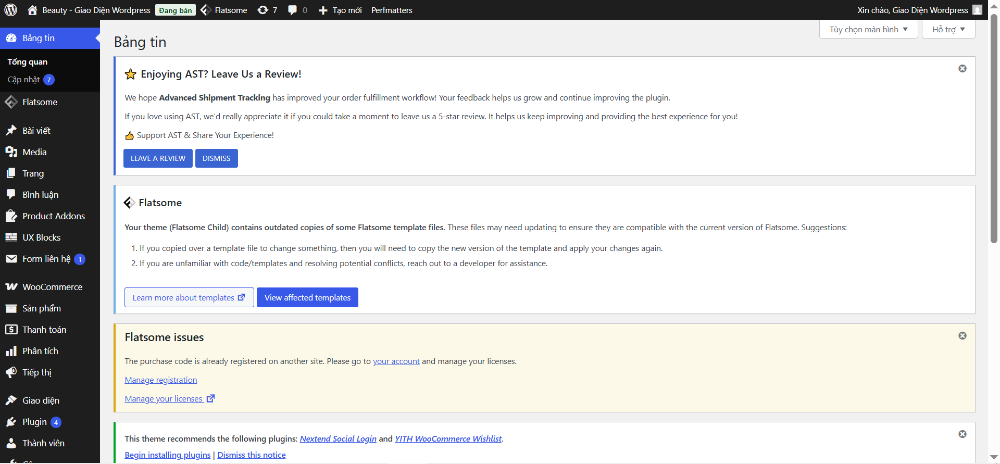 Beauty - Giao Diện Wordpress Đang bán Flatsome 7 0 Tạo mới Perfmatters Xin chào, Giao Diện Wordpress
Tùy chọn màn hình Hỗ trợ
Bảng tin
Tổng quan
Cập nhật 7
Flatsome
Bài viết
Media
Trang
Bình luận
Product Addons
UX Blocks
Form liên hệ 1
WooCommerce
Sản phẩm
Thanh toán
Phân tích
Tiếp thị
Giao diện
Plugin 4
Thành viên
Bảng tin
Enjoying AST? Leave Us a Review!
We hope Advanced Shipment Tracking has improved your order fulfillment workflow! Your feedback helps us grow and continue improving the plugin.
If you love using AST, we’d really appreciate it if you could take a moment to leave us a 5-star review. It helps us keep improving and providing the best experience for you!
👍 Support AST & Share Your Experience!
LEAVE A REVIEW DISMISS
Flatsome
Your theme (Flatsome Child) contains outdated copies of some Flatsome template files. These files may need updating to ensure they are compatible with the current version of Flatsome. Suggestions:
1. If you copied over a template file to change something, then you will need to copy the new version of the template and apply your changes again.
2. If you are unfamiliar with code/templates and resolving potential conflicts, reach out to a developer for assistance.
Learn more about templates View affected templates
Flatsome issues
The purchase code is already registered on another site. Please go to your account and manage your licenses.
Manage registration
Manage your licenses
This theme recommends the following plugins: Nextend Social Login and YITH WooCommerce Wishlist.
Begin installing plugins | Dismiss this notice